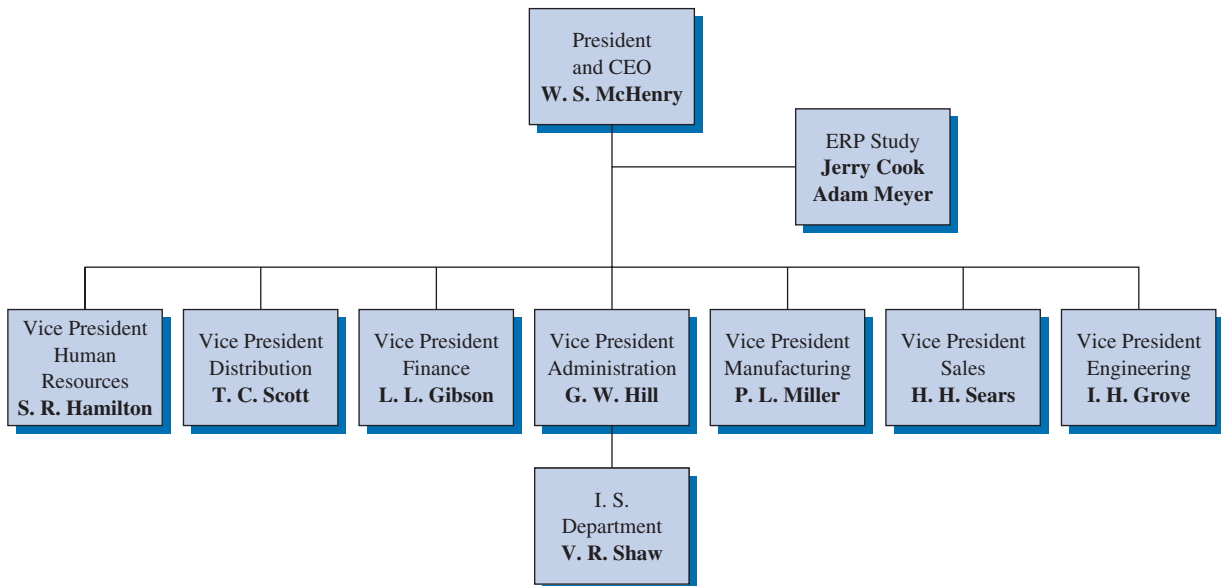 President
and CEO
W. S. McHenry
ERP Study
Jerry Cook
Adam Meyer
Vice President
Human
Resources
S. R. Hamilton
Vice President
Distribution
T. C. Scott
Vice President
Finance
L. L. Gibson
Vice President
Administration
G. W. Hill
Vice President
Manufacturing
P. L. Miller
Vice President
Sales
H. H. Sears
Vice President
Engineering
I. H. Grove
I. S.
Department
V. R. Shaw